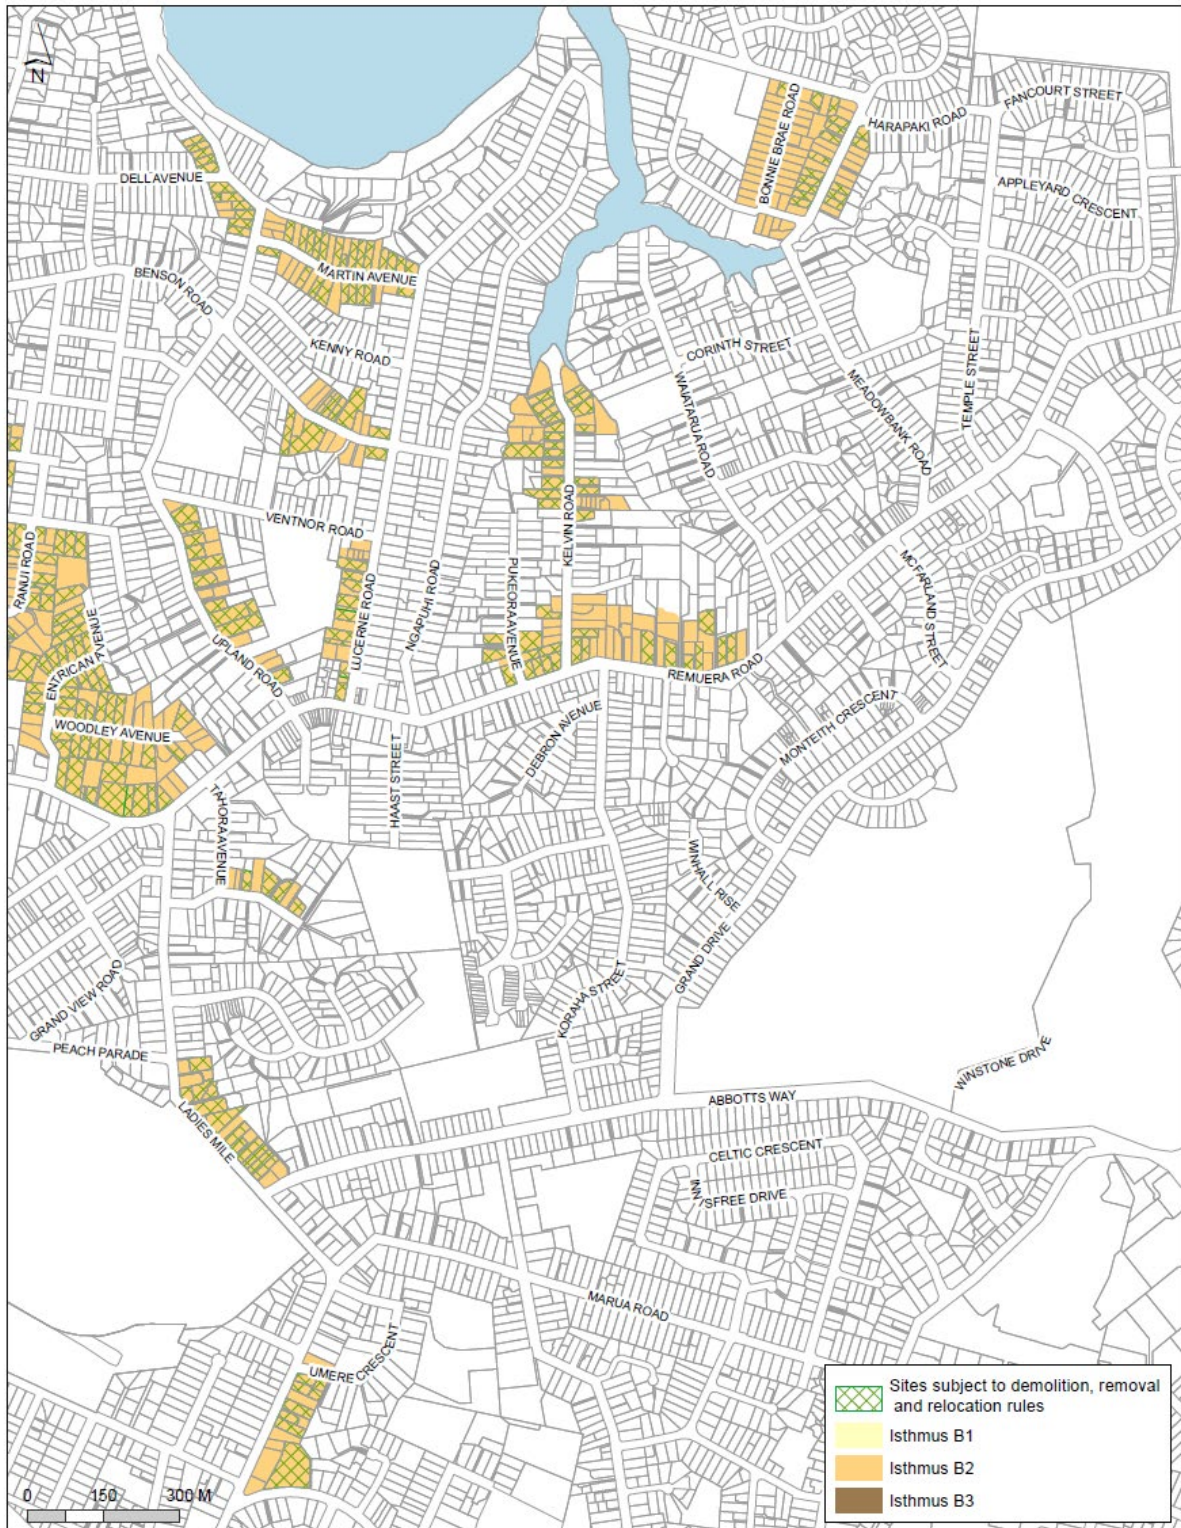 N
FANCOURT STREET
HARAPAKI ROAD
BONNIE BRAE ROAD
DELL AVENUE
APPLEYARD CRESCENT
MARTIN AVENUE
BENSON ROAD
KENNY ROAD
CORINTH STREET
WAIATARUA ROAD
MEADOWBANK ROAD
TEMPLE STREET
VENTNOR ROAD
KELVIN ROAD
RANUI ROAD
MCFARLAND STREET
PUKEORA AVENUE
NGAPUHI ROAD
LUCERNE ROAD
ENTRICAN AVENUE
UPLAND ROAD
REMUERA ROAD
WOODLEY AVENUE
MONTEITH CRESCENT
DEBRON AVENUE
HAAST STREET
TAHORA AVENUE
WINHALL RISE
GRAND DRIVE
GRAND VIEW ROAD
KORAHA STREET
PEACH PARADE
WINSTONE DRIVE
ABBOTTS WAY
LADIES MILE
CELTIC CRESCENT
INNYSFREE DRIVE
MARUA ROAD
UMERE CRESCENT
Sites subject to demolition, removal
and relocation rules
Isthmus B1
Isthmus B2
Isthmus B3
0 150 300 M